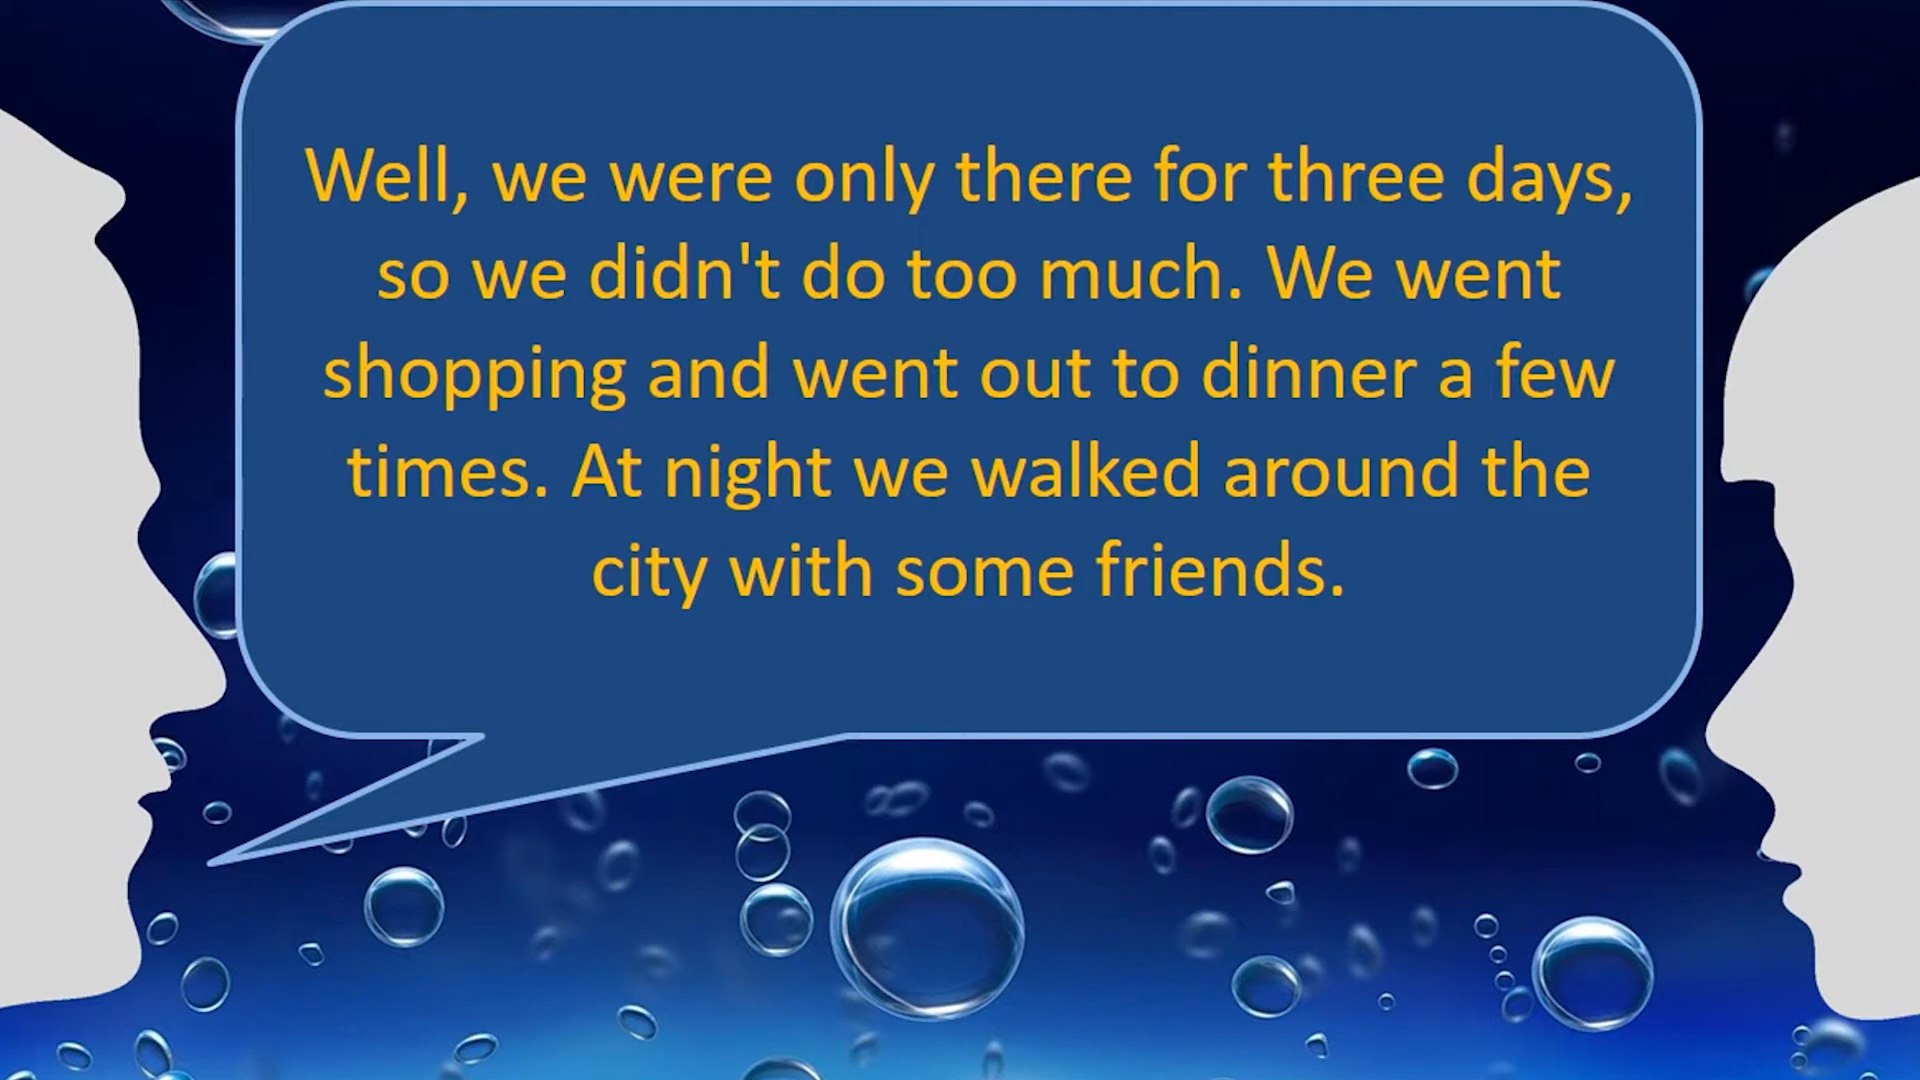 Well, we were only there for three days,
so we didn't do too much. We went
shopping and went out to dinner a few
times. At night we walked around the
city with some friends.